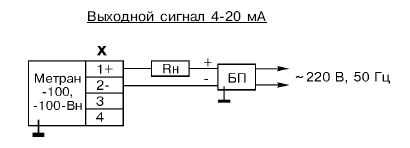 Выходной сигнал 4-20 мА
X
Метран
-100,
-100-Вн
1+
2-
3
4
Rн
+
-
БП
~220 В, 50 Гц